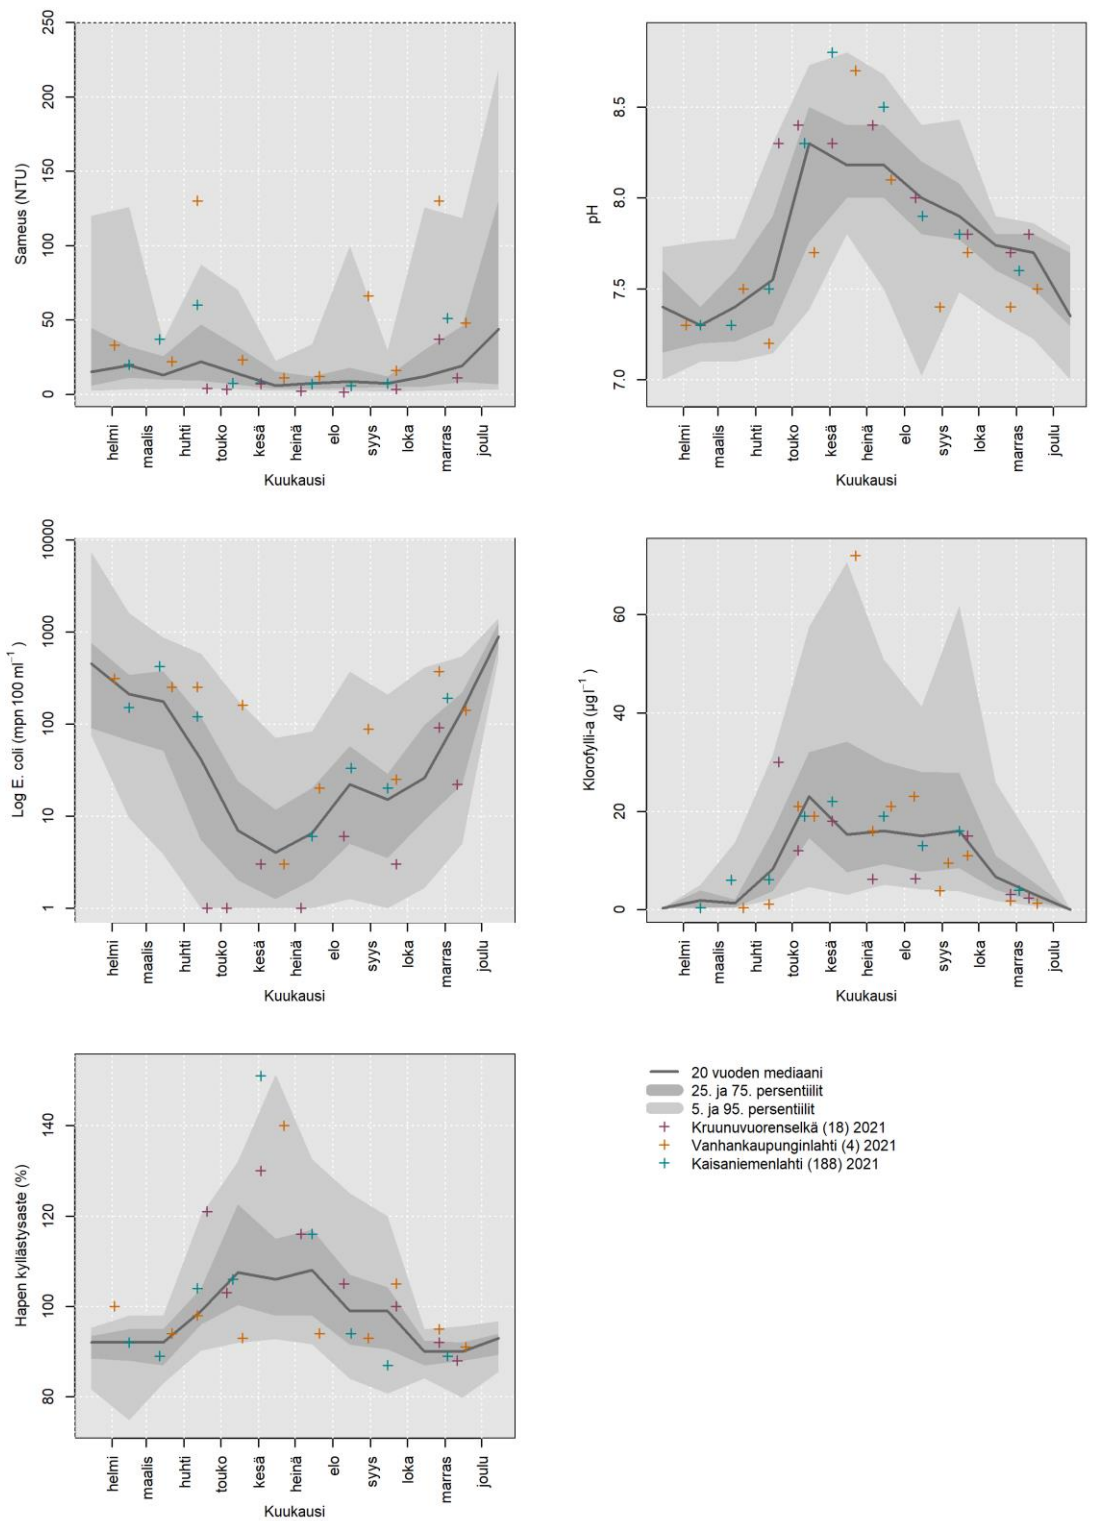 Sameus (NTU)
250
200
150
100
50
0
helmi
maalis
huhti
touko
kesä
heinä
elo
syys
loka
marras
joulu
Kuukausi
pH
8.5
8.0
7.5
7.0
helmi
maalis
huhti
touko
kesä
heinä
elo
syys
loka
marras
joulu
Kuukausi
Log E. coli (mpn 100 ml⁻¹ )
10000
1000
100
10
1
helmi
maalis
huhti
touko
kesä
heinä
elo
syys
loka
marras
joulu
Kuukausi
Klorofylli-a (µg l⁻¹ )
60
40
20
0
helmi
maalis
huhti
touko
kesä
heinä
elo
syys
loka
marras
joulu
Kuukausi
Hapen kyllästysaste (%)
140
120
100
80
helmi
maalis
huhti
touko
kesä
heinä
elo
syys
loka
marras
joulu
Kuukausi
20 vuoden mediaani
25. ja 75. persentiilit
5. ja 95. persentiilit
Kruunuvuorenselkä (18) 2021
Vanhankaupunginlahti (4) 2021
Kaisaniemenlahti (188) 2021